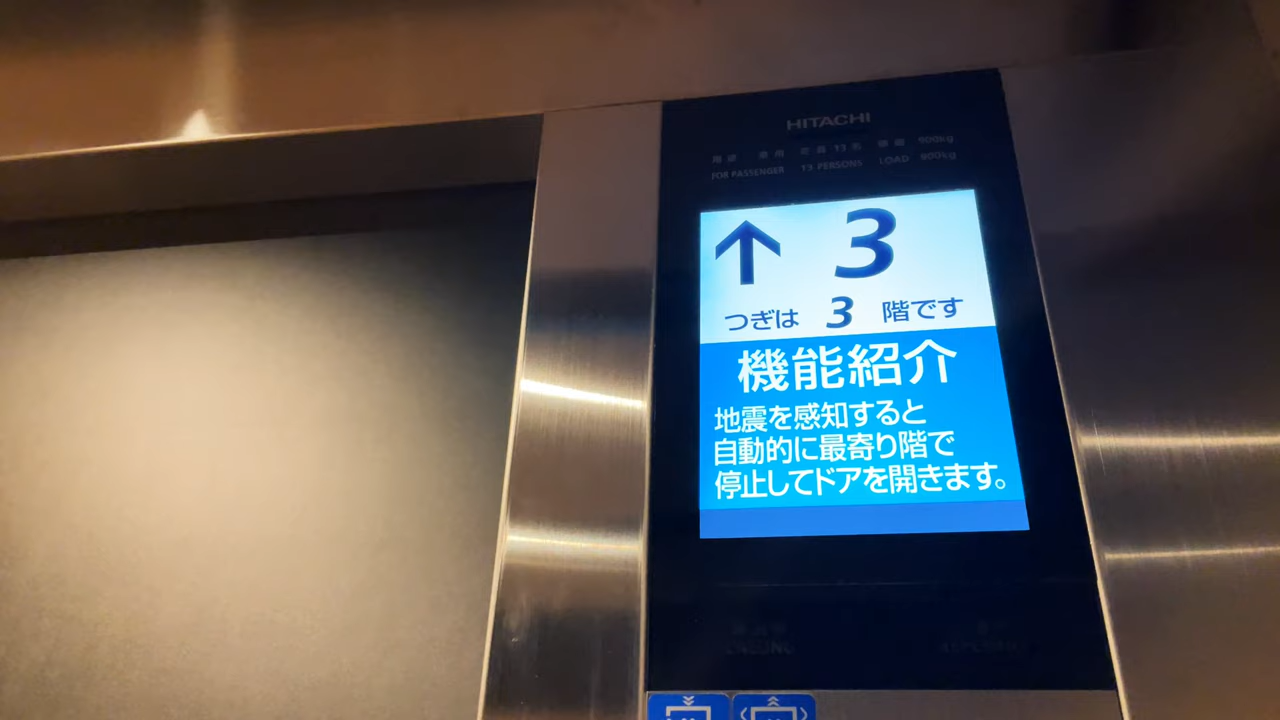 HITACHI
用途 乗用 定員 13名 積載 900kg
FOR PASSENGER 13 PERSONS LOAD 900kg
↑ 3
つぎは 3 階です
機能紹介
地震を感知すると
自動的に最寄り階で
停止してドアを開きます。